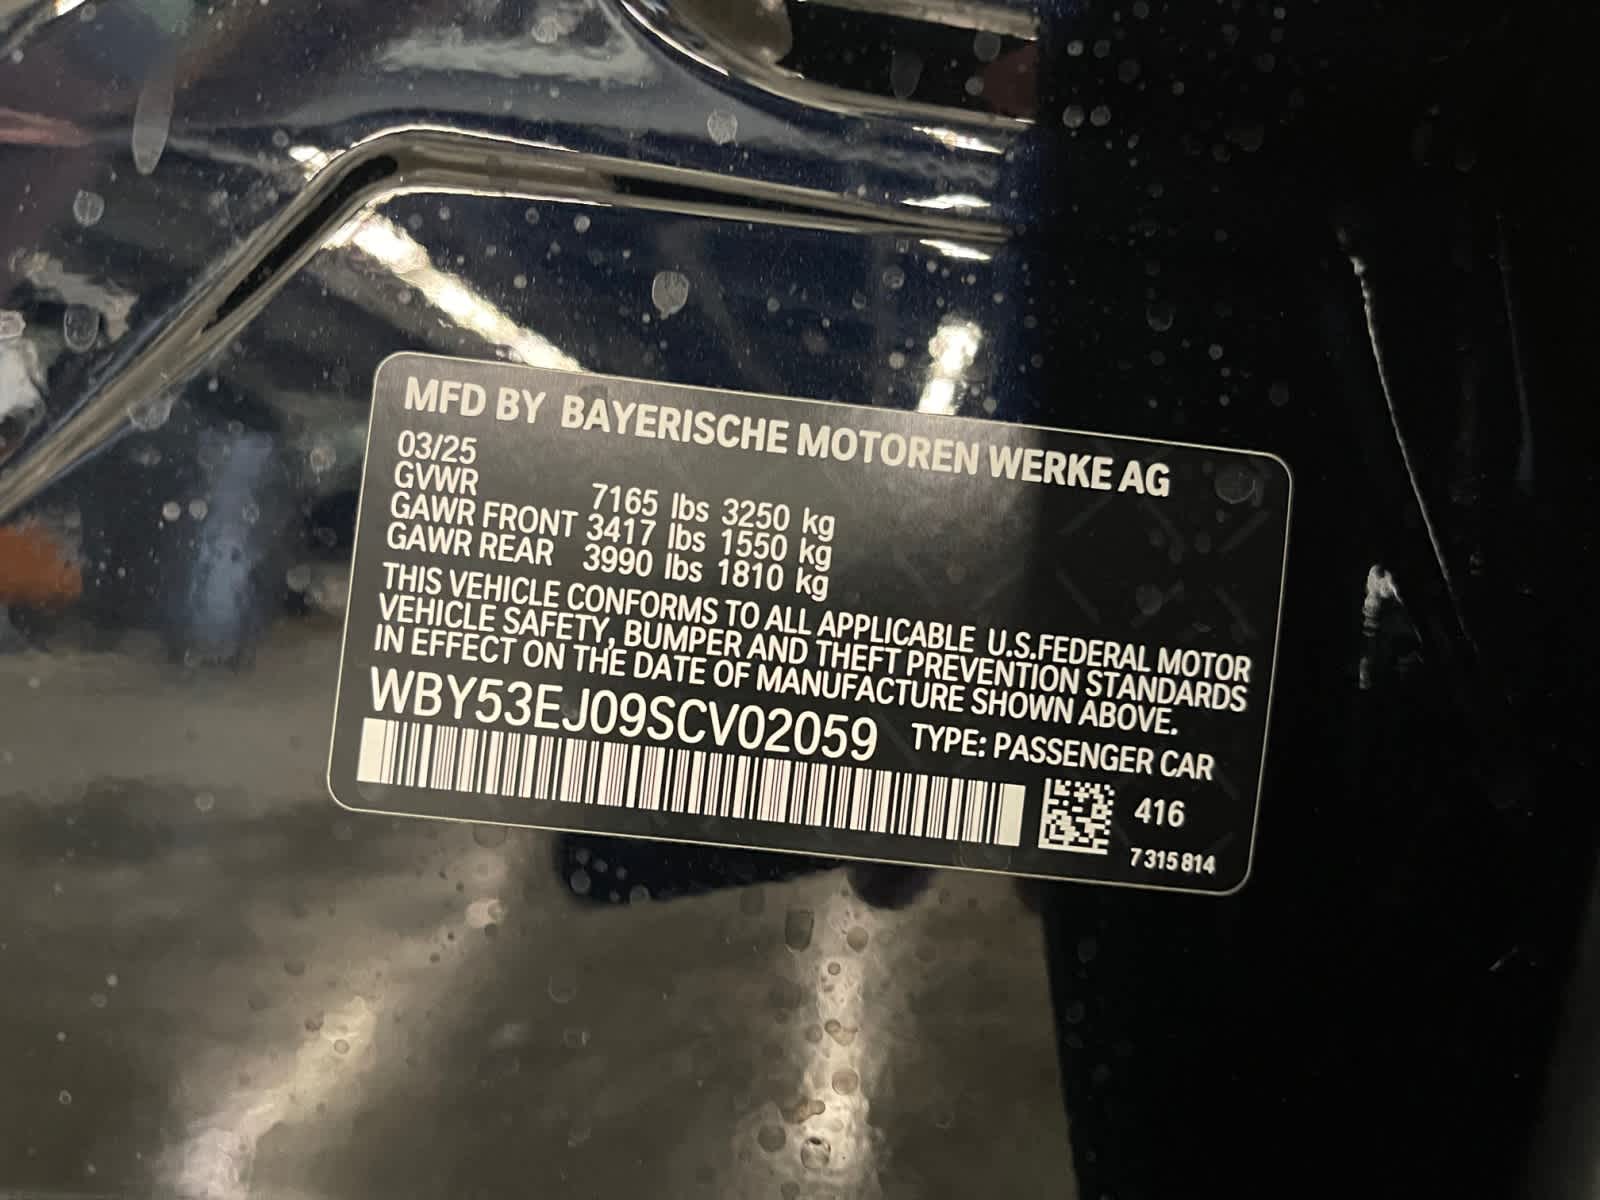 MFD BY BAYERISCHE MOTOREN WERKE AG
03/25
GVWR 7165 lbs 3250 kg
GAWR FRONT 3417 lbs 1550 kg
GAWR REAR 3990 lbs 1810 kg
THIS VEHICLE CONFORMS TO ALL APPLICABLE U.S.FEDERAL MOTOR
VEHICLE SAFETY, BUMPER AND THEFT PREVENTION STANDARDS
IN EFFECT ON THE DATE OF MANUFACTURE SHOWN ABOVE.
WBY53EJ09SCV02059 TYPE: PASSENGER CAR
416
7 315 814